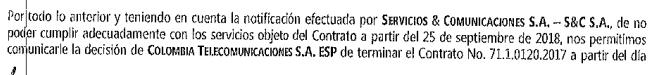 Por todo lo anterior y teniendo en cuenta la notificación efectuada por SERVICIOS & COMUNICACIONES S.A. – S&C S.A., de no
poder cumplir adecuadamente con los servicios objeto del Contrato a partir del 25 de septiembre de 2018, nos permitimos
comunicarle la decisión de COLOMBIA TELECOMUNICACIONES S.A. ESP de terminar el Contrato No. 71.1.0120.2017 a partir del día